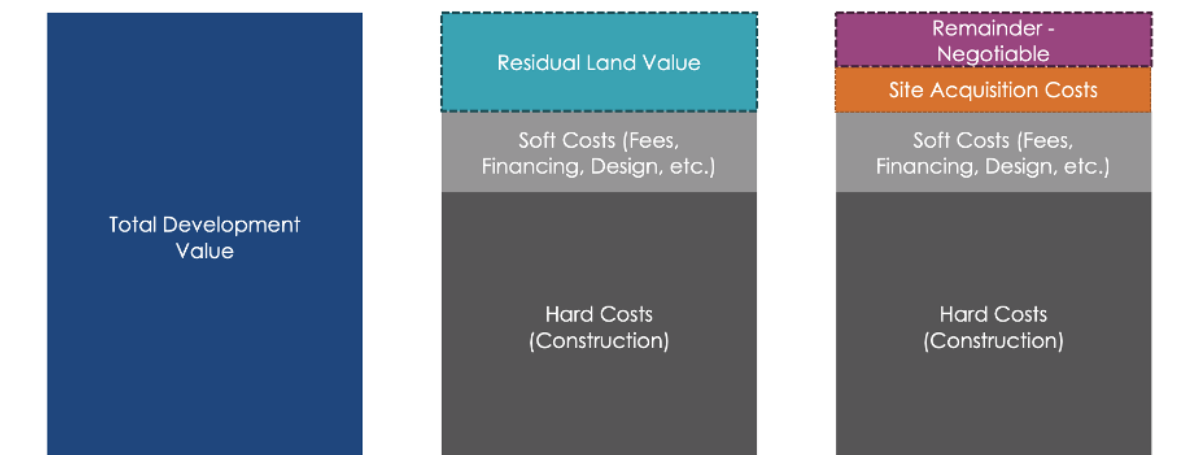 Total Development
Value
Residual Land Value
Soft Costs (Fees,
Financing, Design, etc.)
Hard Costs
(Construction)
Remainder -
Negotiable
Site Acquisition Costs
Soft Costs (Fees,
Financing, Design, etc.)
Hard Costs
(Construction)